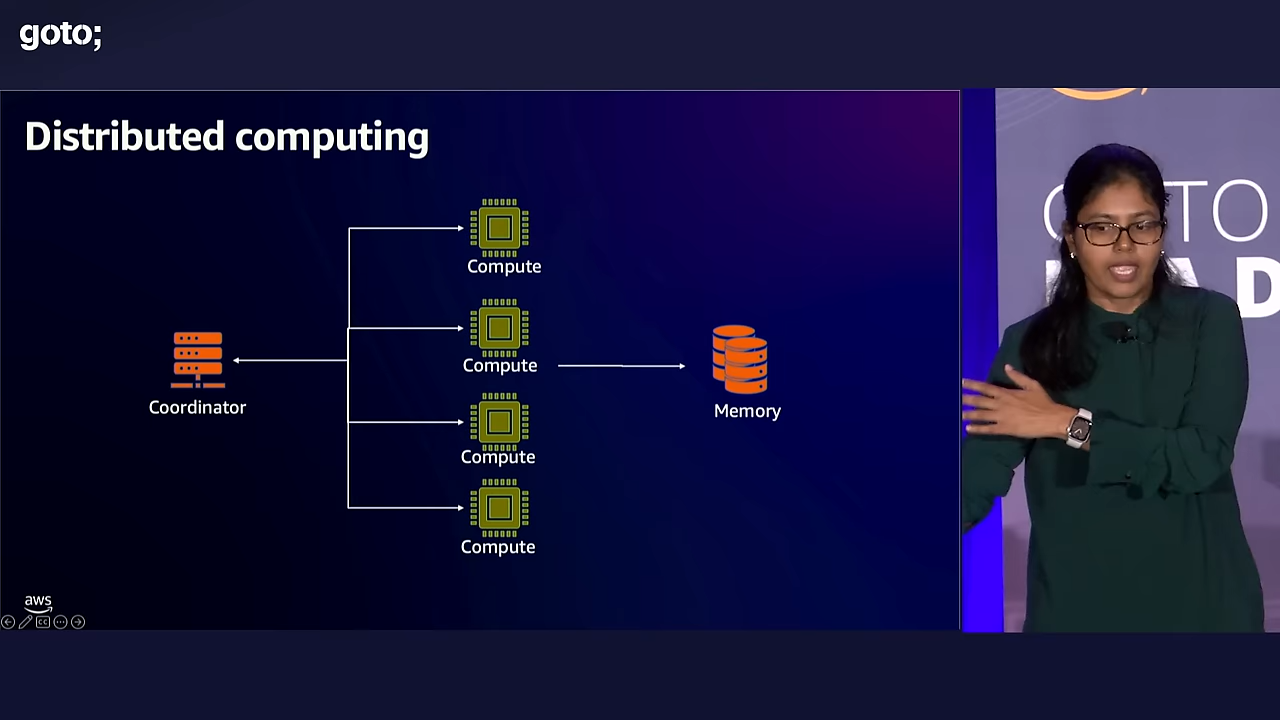 goto;
Distributed computing
Compute
Compute
Compute
Compute
Coordinator
Memory
aws